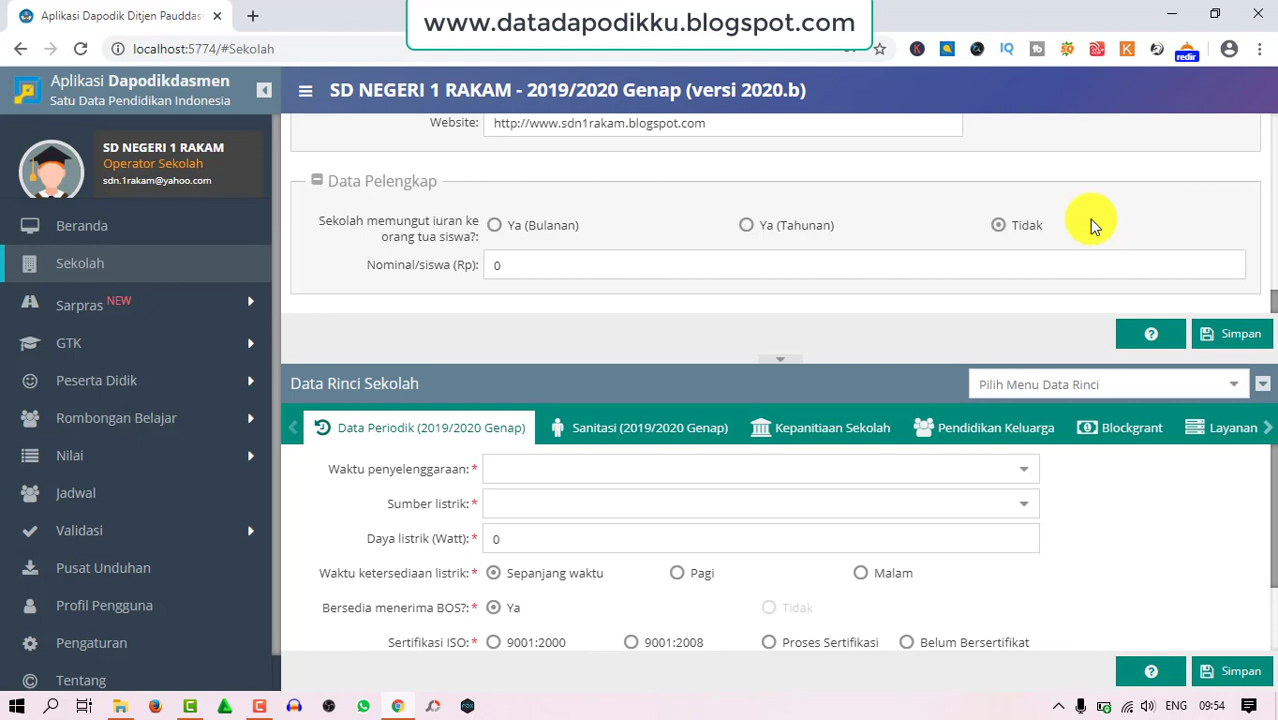 Aplikasi Dapodik Ditjen Pauddas
www.datadapodikku.blogspot.com
localhost:5774/#Sekolah
IQ
redir
Aplikasi Dapodikdasmen
Satu Data Pendidikan Indonesia
SD NEGERI 1 RAKAM - 2019/2020 Genap (versi 2020.b)
SD NEGERI 1 RAKAM
Operator Sekolah
sdn.1rakam@yahoo.com
Beranda
Sekolah
Sarpras NEW
GTK
Peserta Didik
Rombongan Belajar
Nilai
Jadwal
Validasi
Pusat Unduhan
Profil Pengguna
Pengaturan
Tentang
Website: http://www.sdn1rakam.blogspot.com
Data Pelengkap
Sekolah memungut iuran ke orang tua siswa?: Ya (Bulanan) Ya (Tahunan) Tidak
Nominal/siswa (Rp): 0
Simpan
Data Rinci Sekolah
Pilih Menu Data Rinci
Data Periodik (2019/2020 Genap) Sanitasi (2019/2020 Genap) Kepanitiaan Sekolah Pendidikan Keluarga Blockgrant Layanan
Waktu penyelenggaraan:*
Sumber listrik:*
Daya listrik (Watt):* 0
Waktu ketersediaan listrik:* Sepanjang waktu Pagi Malam
Bersedia menerima BOS?:* Ya Tidak
Sertifikasi ISO:* 9001:2000 9001:2008 Proses Sertifikasi Belum Bersertifikat
Simpan
09:54